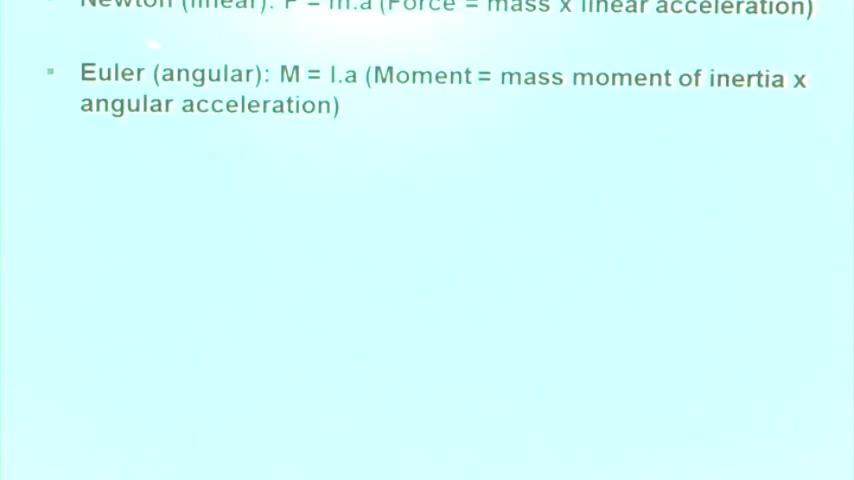 Newton (linear): F = m.a (Force = mass x linear acceleration)
Euler (angular): M = I.a (Moment = mass moment of inertia x
angular acceleration)